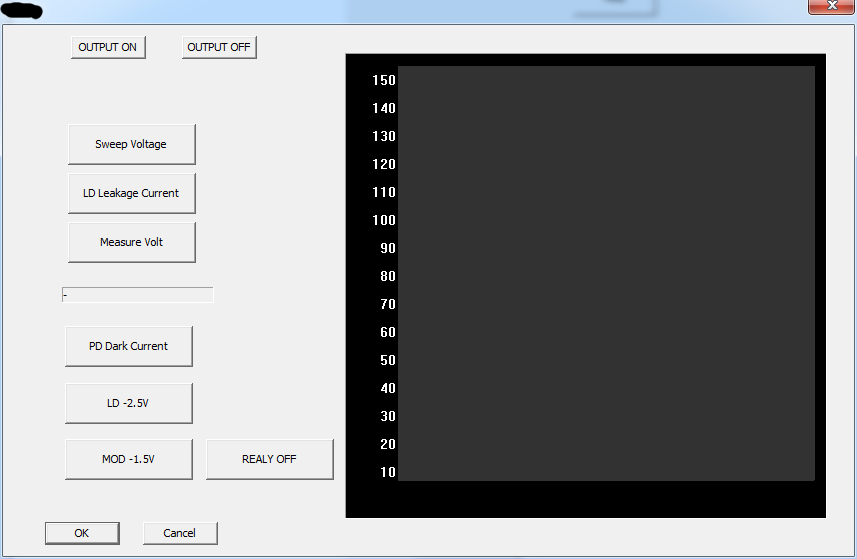 OUTPUT ON
OUTPUT OFF
Sweep Voltage
LD Leakage Current
Measure Volt
-
PD Dark Current
LD -2.5V
MOD -1.5V
REALY OFF
OK
Cancel
150
140
130
120
110
100
90
80
70
60
50
40
30
20
10